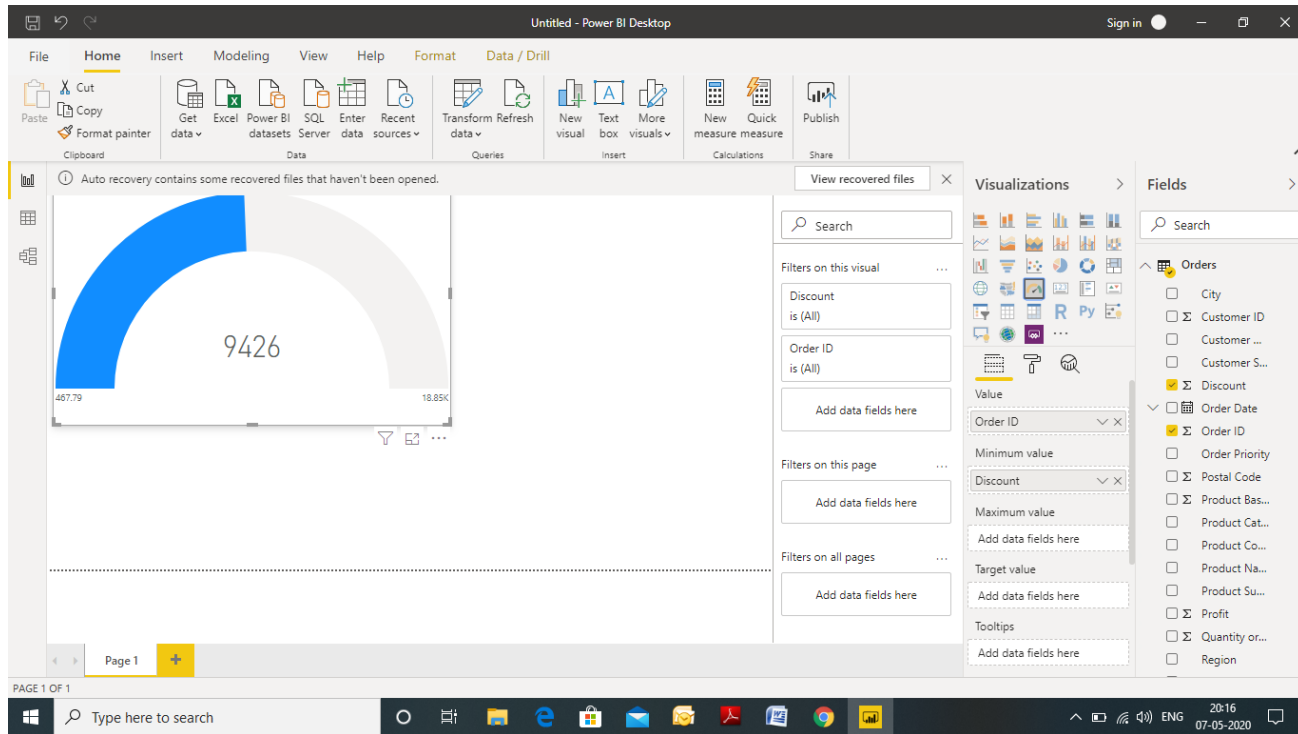 Untitled - Power BI Desktop
Sign in
File Home Insert Modeling View Help Format Data / Drill
Paste
Cut
Copy
Format painter
Clipboard
Get data
Excel
Power BI datasets
SQL Server
Enter data
Recent sources
Data
Transform data
Refresh
Queries
New visual
Text box
More visuals
Insert
New measure
Quick measure
Calculations
Publish
Share
Auto recovery contains some recovered files that haven't been opened.
View recovered files
9426
467.79
18.85K
Search
Filters on this visual ...
Discount
is (All)
Order ID
is (All)
Add data fields here
Filters on this page ...
Add data fields here
Filters on all pages ...
Add data fields here
Visualizations
R Py
123
...
Value
Order ID
Minimum value
Discount
Maximum value
Add data fields here
Target value
Add data fields here
Tooltips
Add data fields here
Fields
Search
Orders
City
Σ Customer ID
Customer ...
Customer S...
Σ Discount
Order Date
Σ Order ID
Order Priority
Σ Postal Code
Σ Product Bas...
Product Cat...
Product Co...
Product Na...
Product Su...
Σ Profit
Σ Quantity or...
Region
Page 1
PAGE 1 OF 1
Type here to search
ENG
20:16
07-05-2020